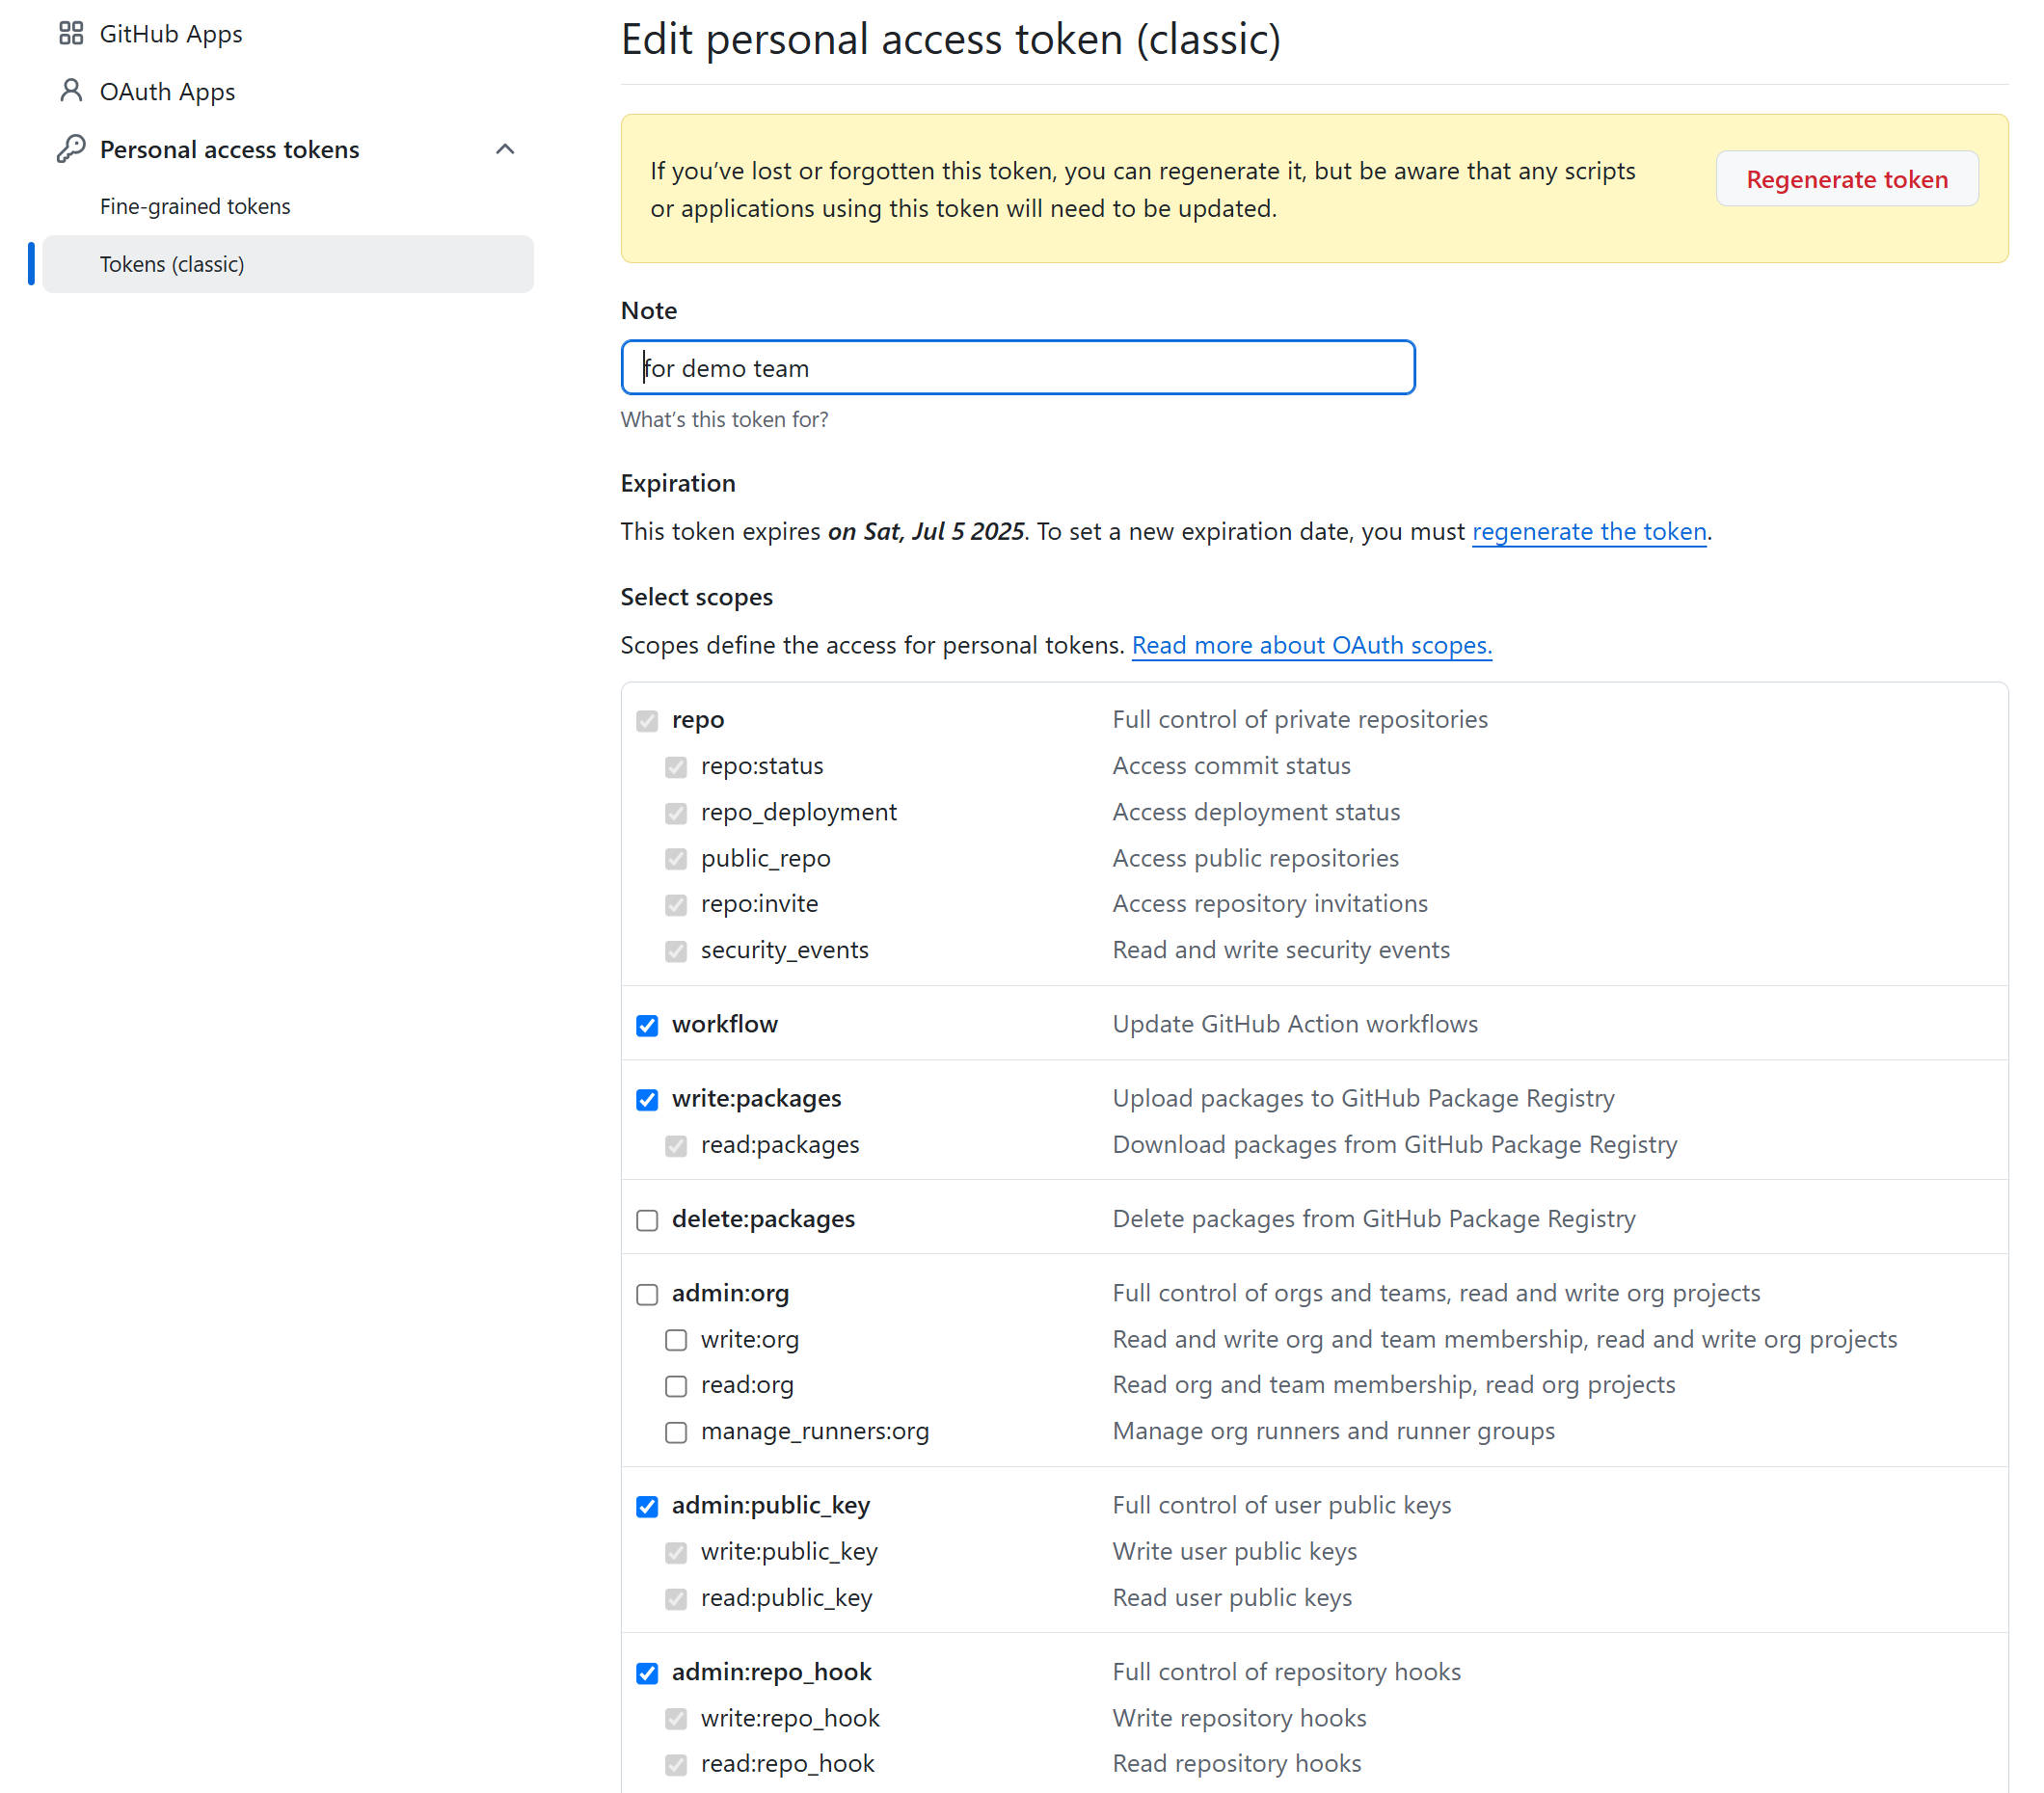 GitHub Apps
OAuth Apps
Personal access tokens
Fine-grained tokens
Tokens (classic)
Edit personal access token (classic)
If you’ve lost or forgotten this token, you can regenerate it, but be aware that any scripts
or applications using this token will need to be updated.
Regenerate token
Note
for demo team
What’s this token for?
Expiration
This token expires on Sat, Jul 5 2025. To set a new expiration date, you must regenerate the token.
Select scopes
Scopes define the access for personal tokens. Read more about OAuth scopes.
repo Full control of private repositories
repo:status Access commit status
repo_deployment Access deployment status
public_repo Access public repositories
repo:invite Access repository invitations
security_events Read and write security events
workflow Update GitHub Action workflows
write:packages Upload packages to GitHub Package Registry
read:packages Download packages from GitHub Package Registry
delete:packages Delete packages from GitHub Package Registry
admin:org Full control of orgs and teams, read and write org projects
write:org Read and write org and team membership, read and write org projects
read:org Read org and team membership, read org projects
manage_runners:org Manage org runners and runner groups
admin:public_key Full control of user public keys
write:public_key Write user public keys
read:public_key Read user public keys
admin:repo_hook Full control of repository hooks
write:repo_hook Write repository hooks
read:repo_hook Read repository hooks